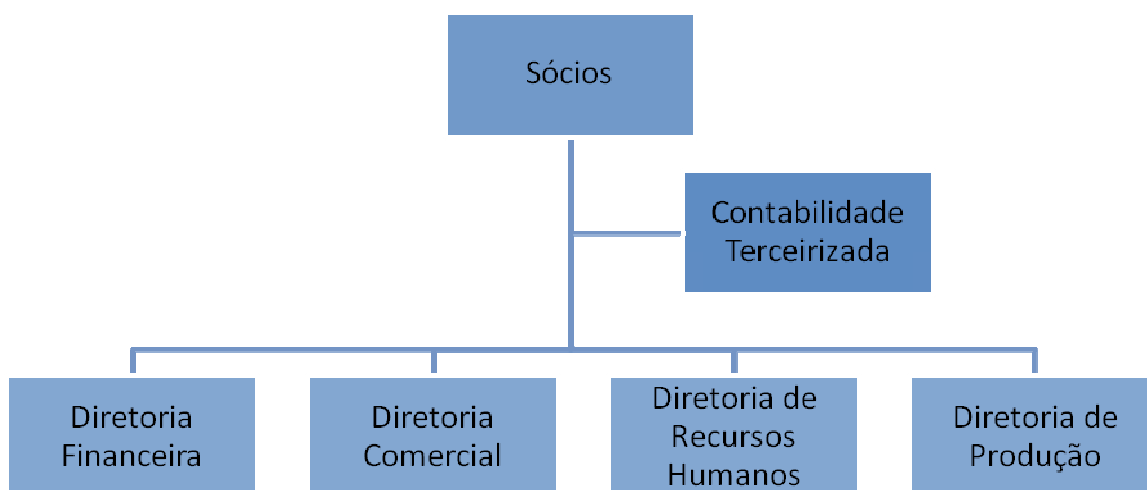 Sócios
Contabilidade
Terceirizada
Diretoria
Financeira
Diretoria
Comercial
Diretoria de
Recursos
Humanos
Diretoria de
Produção